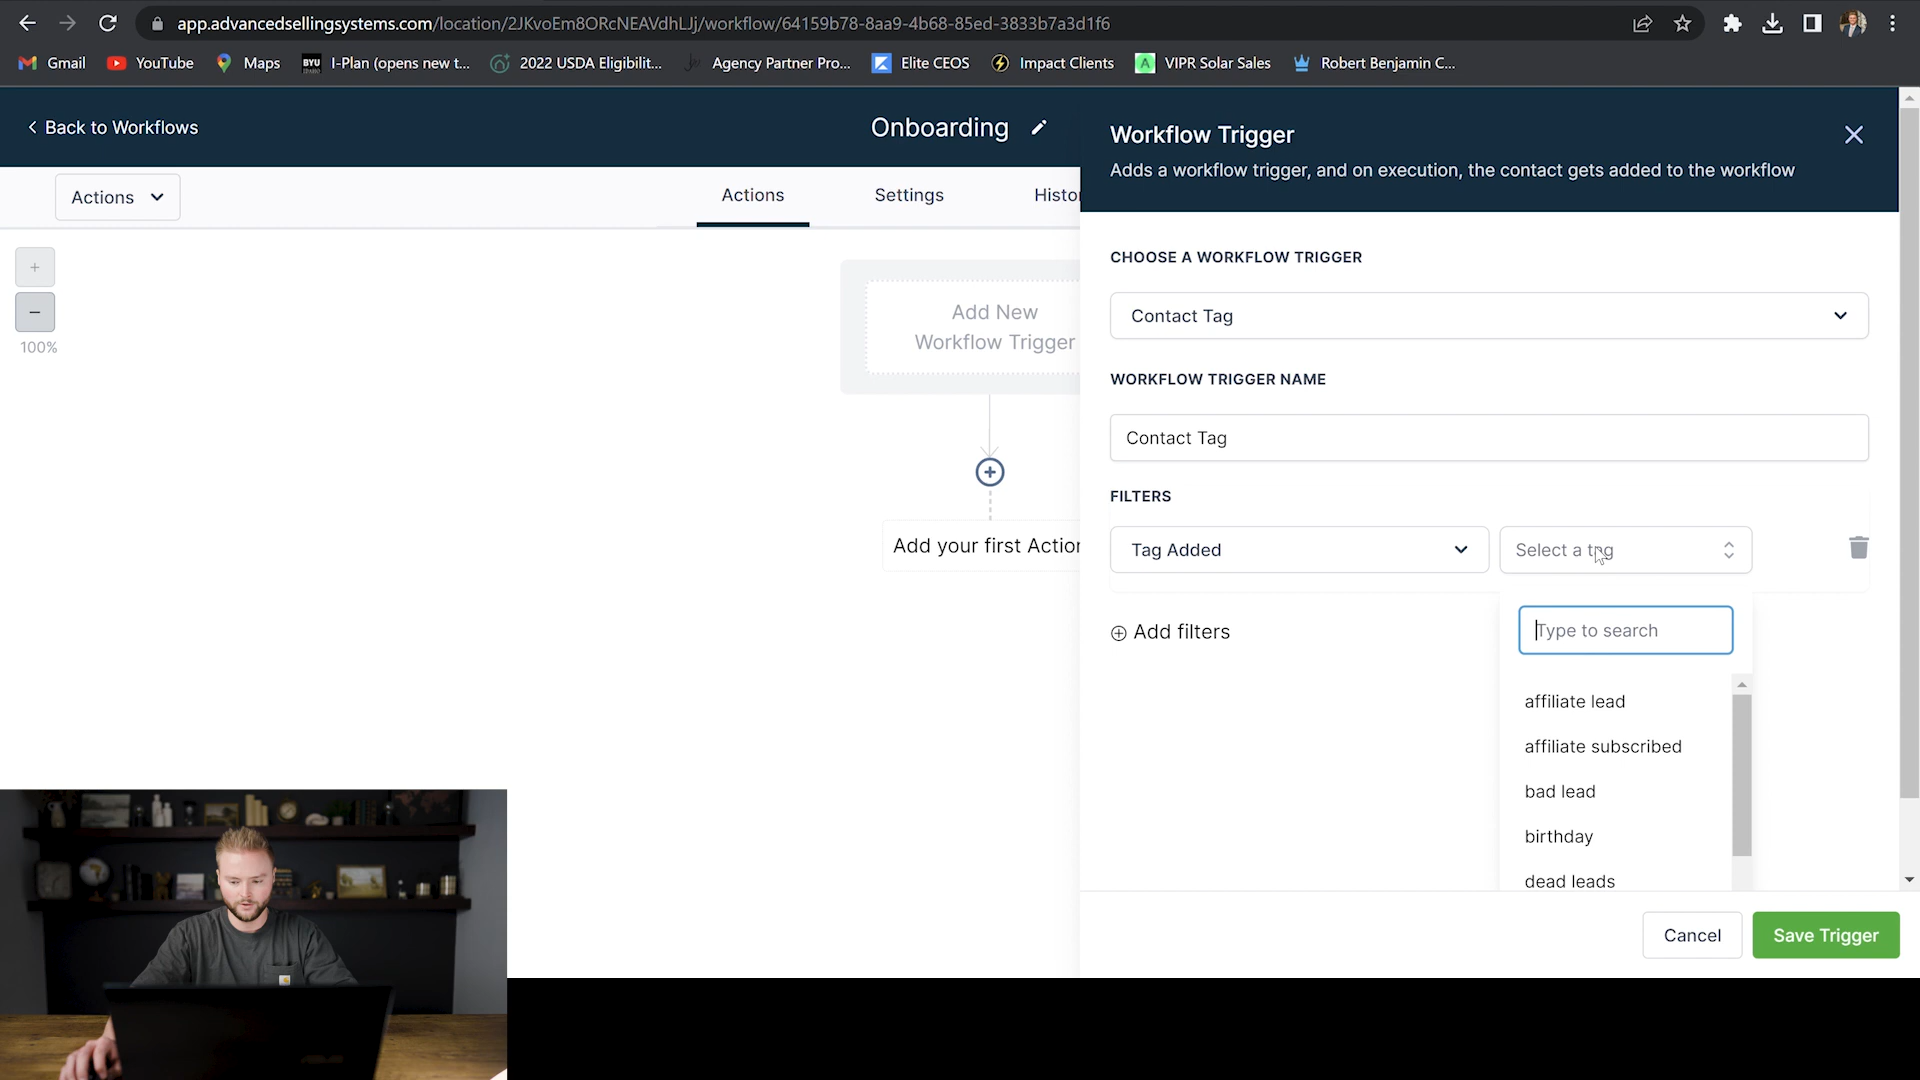 app.advancedsellingsystems.com/location/2JKvoEm8ORcNEAVdhLJj/workflow/64159b78-8aa9-4b68-85ed-3833b7a3d1f6
Gmail
YouTube
Maps
BYU
I-Plan (opens new t...
2022 USDA Eligibilit...
Agency Partner Pro...
Elite CEOS
Impact Clients
VIPR Solar Sales
Robert Benjamin C...
Back to Workflows
Onboarding
Actions
Actions
Settings
Histo
100%
Add New
Workflow Trigger
Add your first Action
Workflow Trigger
Adds a workflow trigger, and on execution, the contact gets added to the workflow
CHOOSE A WORKFLOW TRIGGER
Contact Tag
WORKFLOW TRIGGER NAME
Contact Tag
FILTERS
Tag Added
Select a tag
Add filters
Type to search
affiliate lead
affiliate subscribed
bad lead
birthday
dead leads
Cancel
Save Trigger